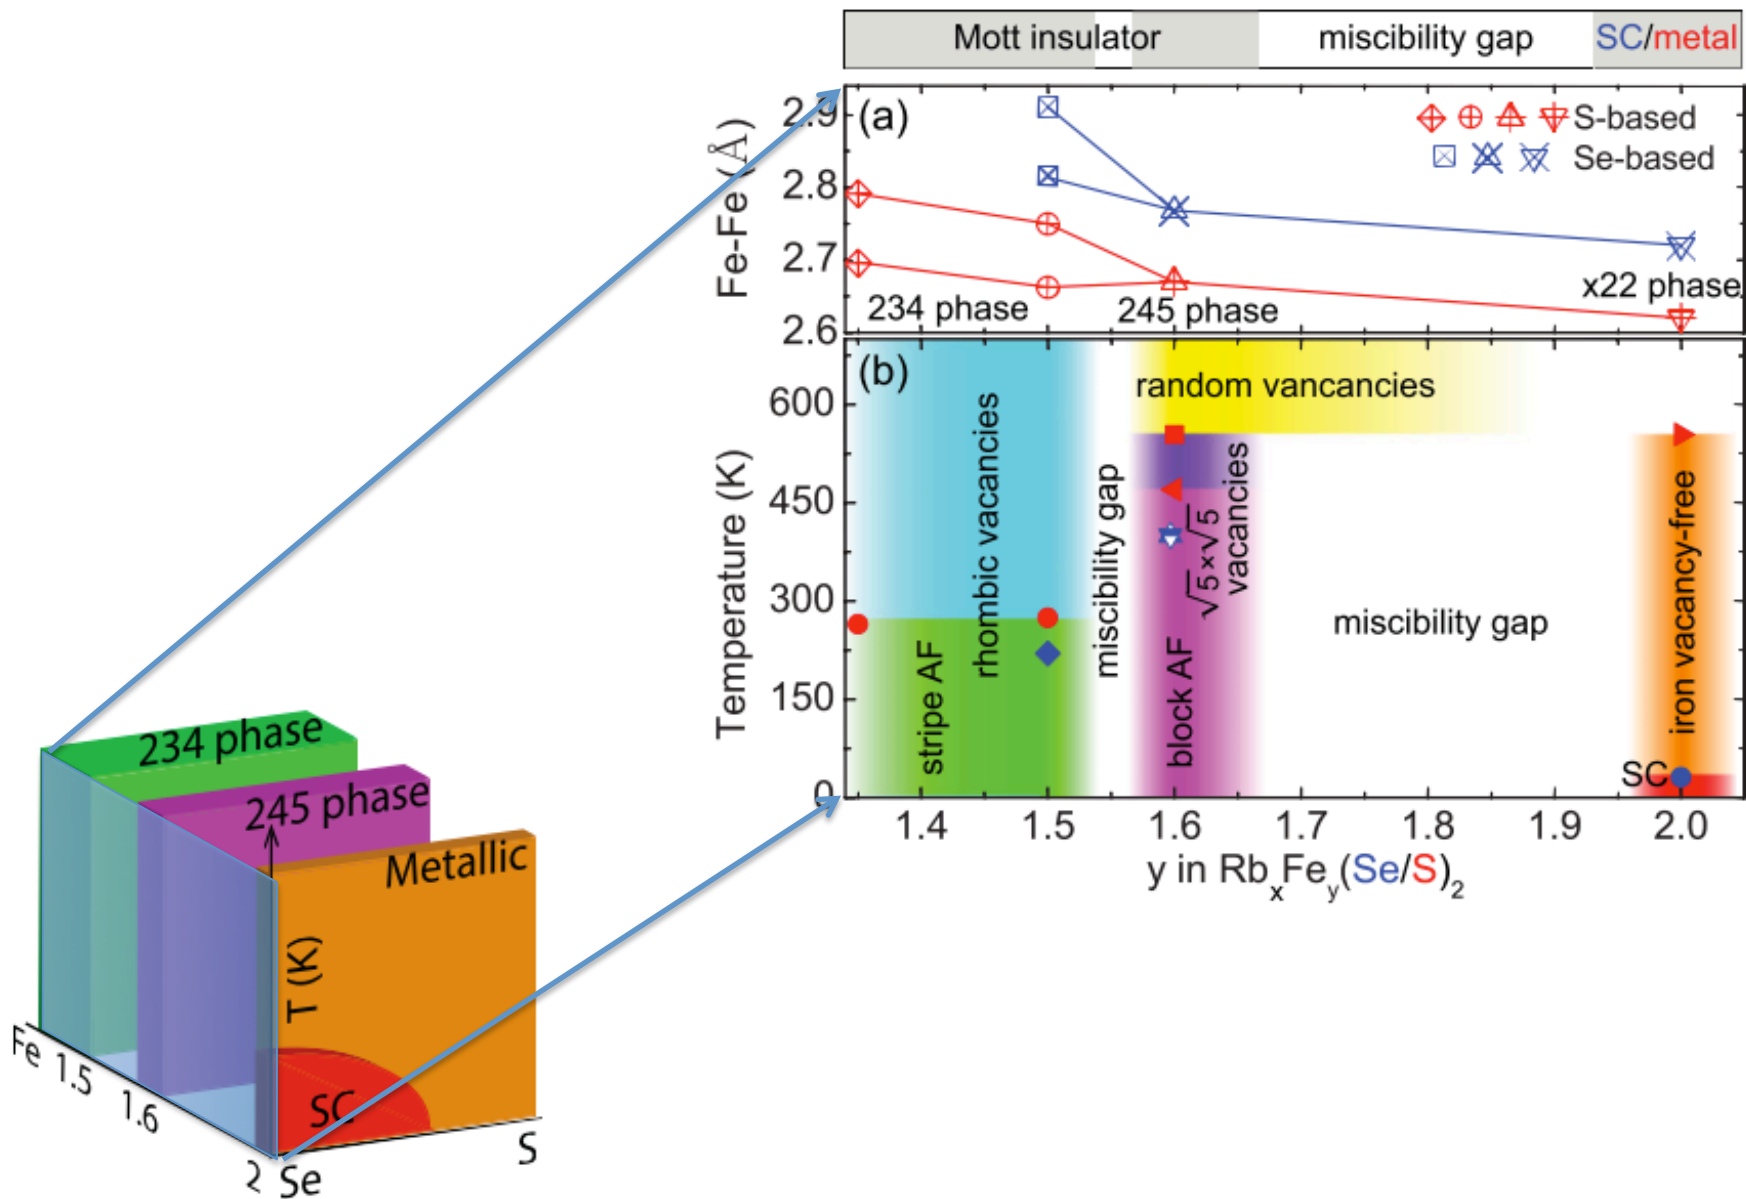 Mott insulator
miscibility gap
SC/metal
(a)
S-based
Se-based
Fe-Fe (Å)
2.9
2.8
2.7
2.6
234 phase
245 phase
x22 phase
(b)
Temperature (K)
600
450
300
150
0
random vancancies
rhombic vacancies
stripe AF
miscibility gap
√5×√5
vacancies
block AF
miscibility gap
iron vacancy-free
SC
1.4
1.5
1.6
1.7
1.8
1.9
2.0
y in RbₓFeᵧ(Se/S)₂
234 phase
245 phase
Metallic
T (K)
SC
Fe
1.5
1.6
2
Se
S